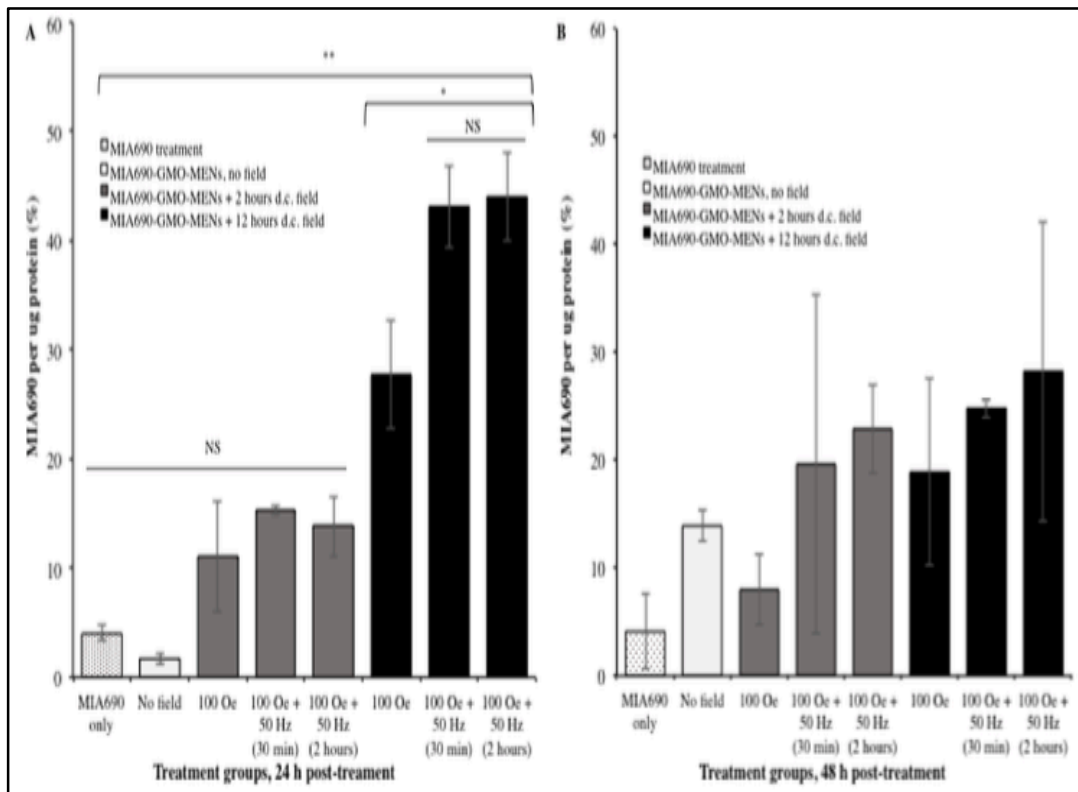 A
**
*
NS
MIA690 treatment
MIA690-GMO-MENs, no field
MIA690-GMO-MENs + 2 hours d.c. field
MIA690-GMO-MENs + 12 hours d.c. field
NS
60
50
40
30
20
10
0
MIA690 per ug protein (%)
MIA690 only
No field
100 Oe
100 Oe + 50 Hz (30 min)
100 Oe + 50 Hz (2 hours)
100 Oe
100 Oe + 50 Hz (30 min)
100 Oe + 50 Hz (2 hours)
Treatment groups, 24 h post-treament
B
MIA690 treatment
MIA690-GMO-MENs, no field
MIA690-GMO-MENs + 2 hours d.c. field
MIA690-GMO-MENs + 12 hours d.c. field
60
50
40
30
20
10
0
MIA690 per ug protein (%)
MIA690 only
No field
100 Oe
100 Oe + 50 Hz (30 min)
100 Oe + 50 Hz (2 hours)
100 Oe
100 Oe + 50 Hz (30 min)
100 Oe + 50 Hz (2 hours)
Treatment groups, 48 h post-treatment